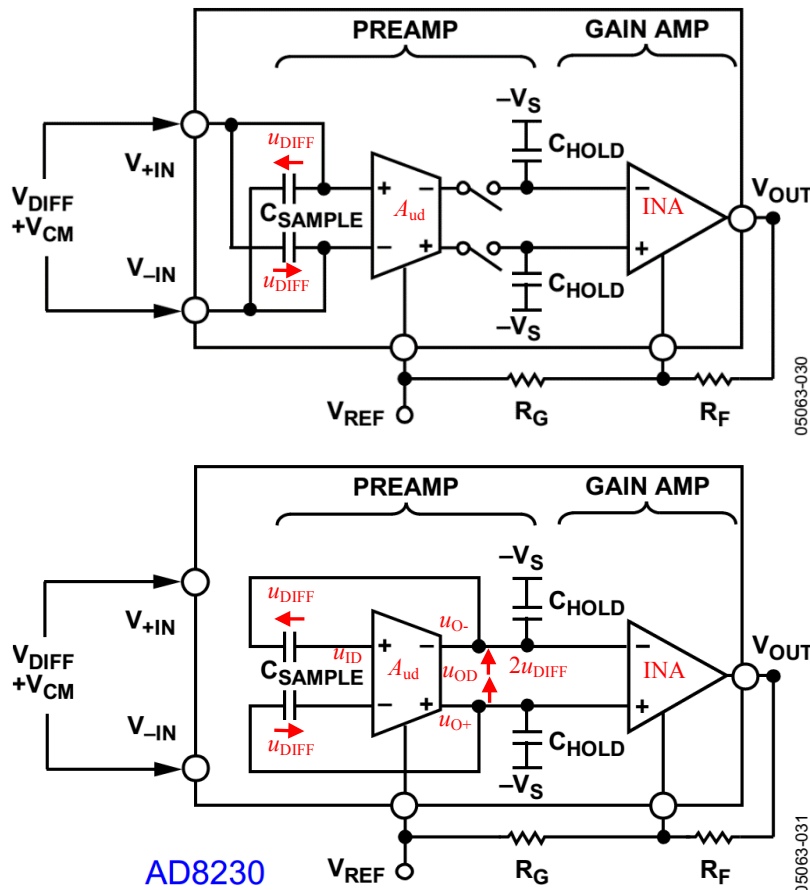 PREAMP GAIN AMP
–VS
uDIFF
CHOLD
V+IN
VDIFF
+VCM
CSAMPLE
+ – –
Aud
INA
VOUT
– + +
V–IN
uDIFF
CHOLD
–VS
VREF RG RF
05063-030
PREAMP GAIN AMP
–VS
uDIFF
CHOLD
uO-
V+IN
uID
VDIFF
+VCM
CSAMPLE
+ – –
Aud
uOD
2uDIFF
INA
VOUT
– + +
V–IN
uDIFF
uO+
CHOLD
–VS
AD8230
VREF RG RF
05063-031